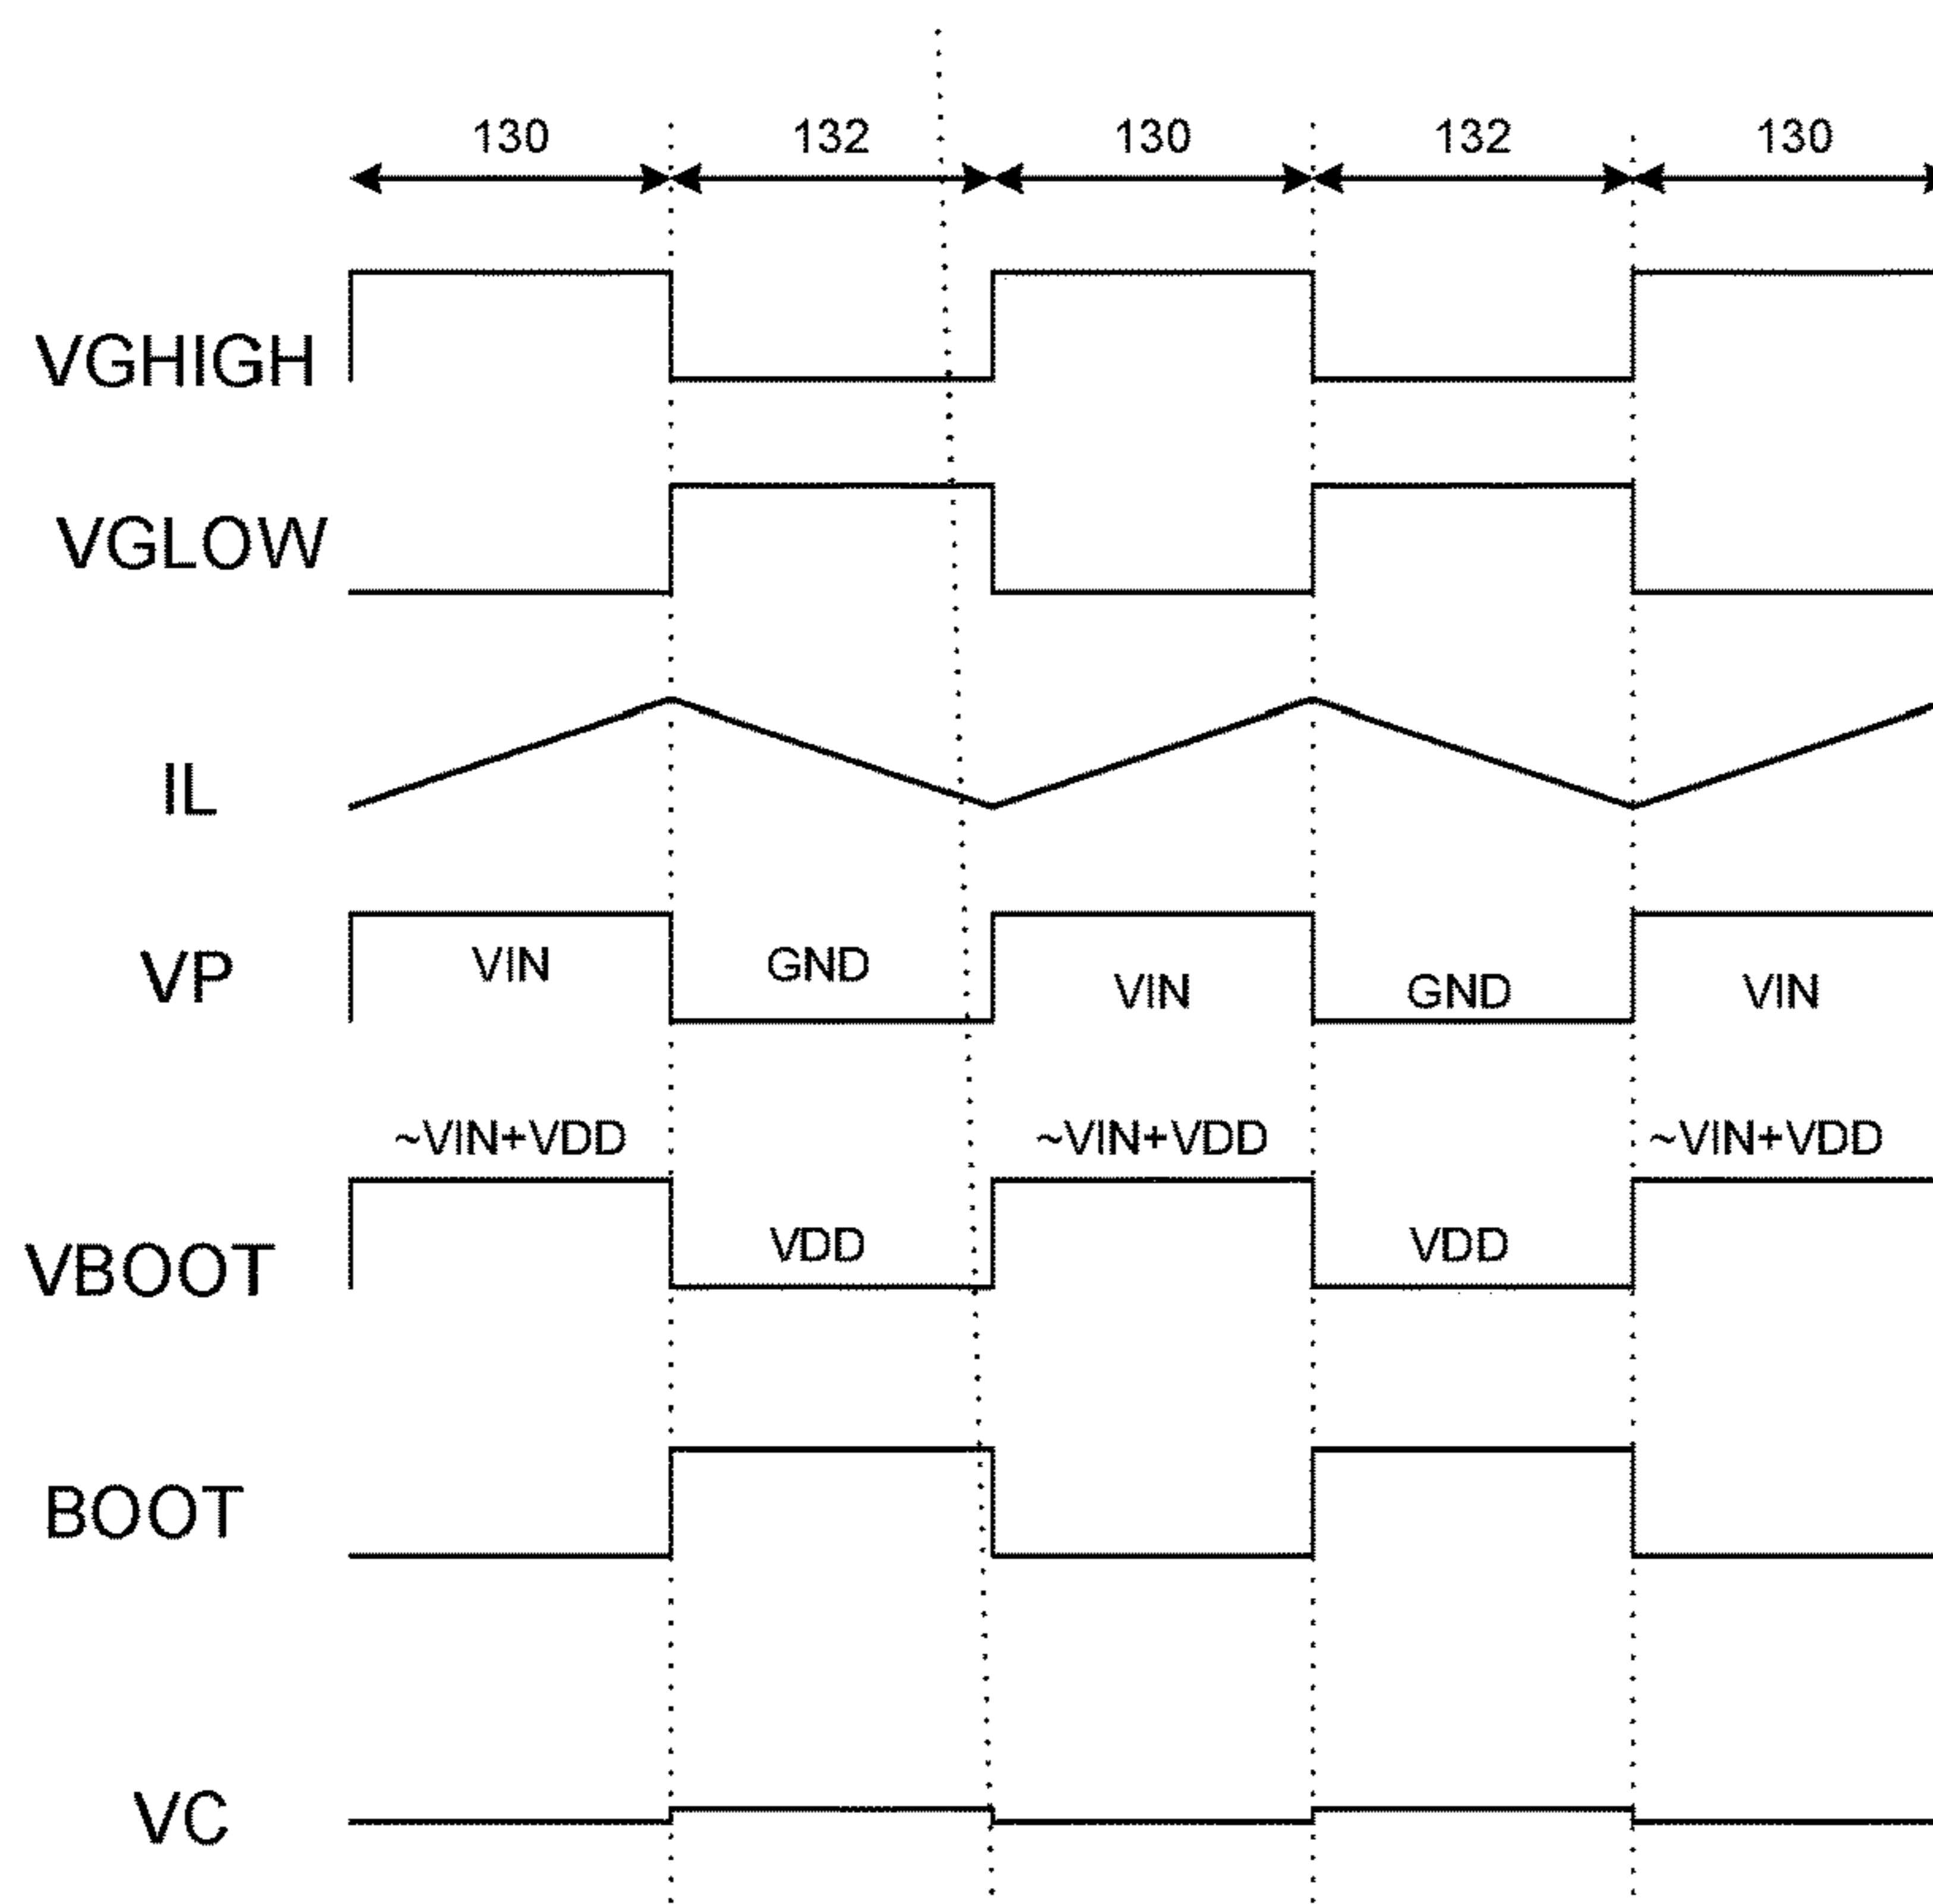 130 132 130 132 130
VGHIGH
VGLOW
IL
VP VIN GND VIN GND VIN
~VIN+VDD ~VIN+VDD ~VIN+VDD
VBOOT VDD VDD
BOOT
VC